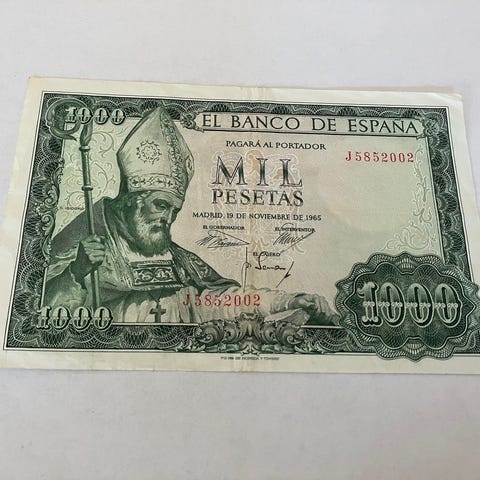 1000
EL BANCO DE ESPAÑA
PAGARÁ AL PORTADOR
J5852002
MIL
PESETAS
MADRID, 19 DE NOVIEMBRE DE 1965
EL GOBERNADOR
EL INTERVENTOR
EL CAJERO
S. ISIDORO
J5852002
1000
1000